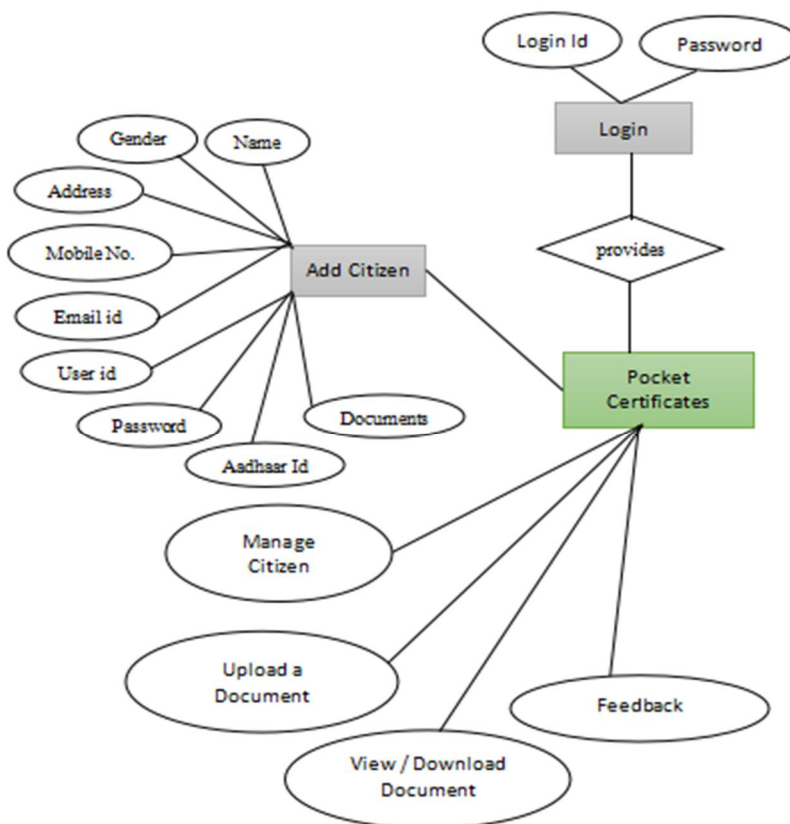 Login Id
Password
Login
Gender
Name
Address
Mobile No.
provides
Add Citizen
Email id
User id
Pocket
Certificates
Password
Documents
Aadhaar Id
Manage
Citizen
Upload a
Document
Feedback
View / Download
Document